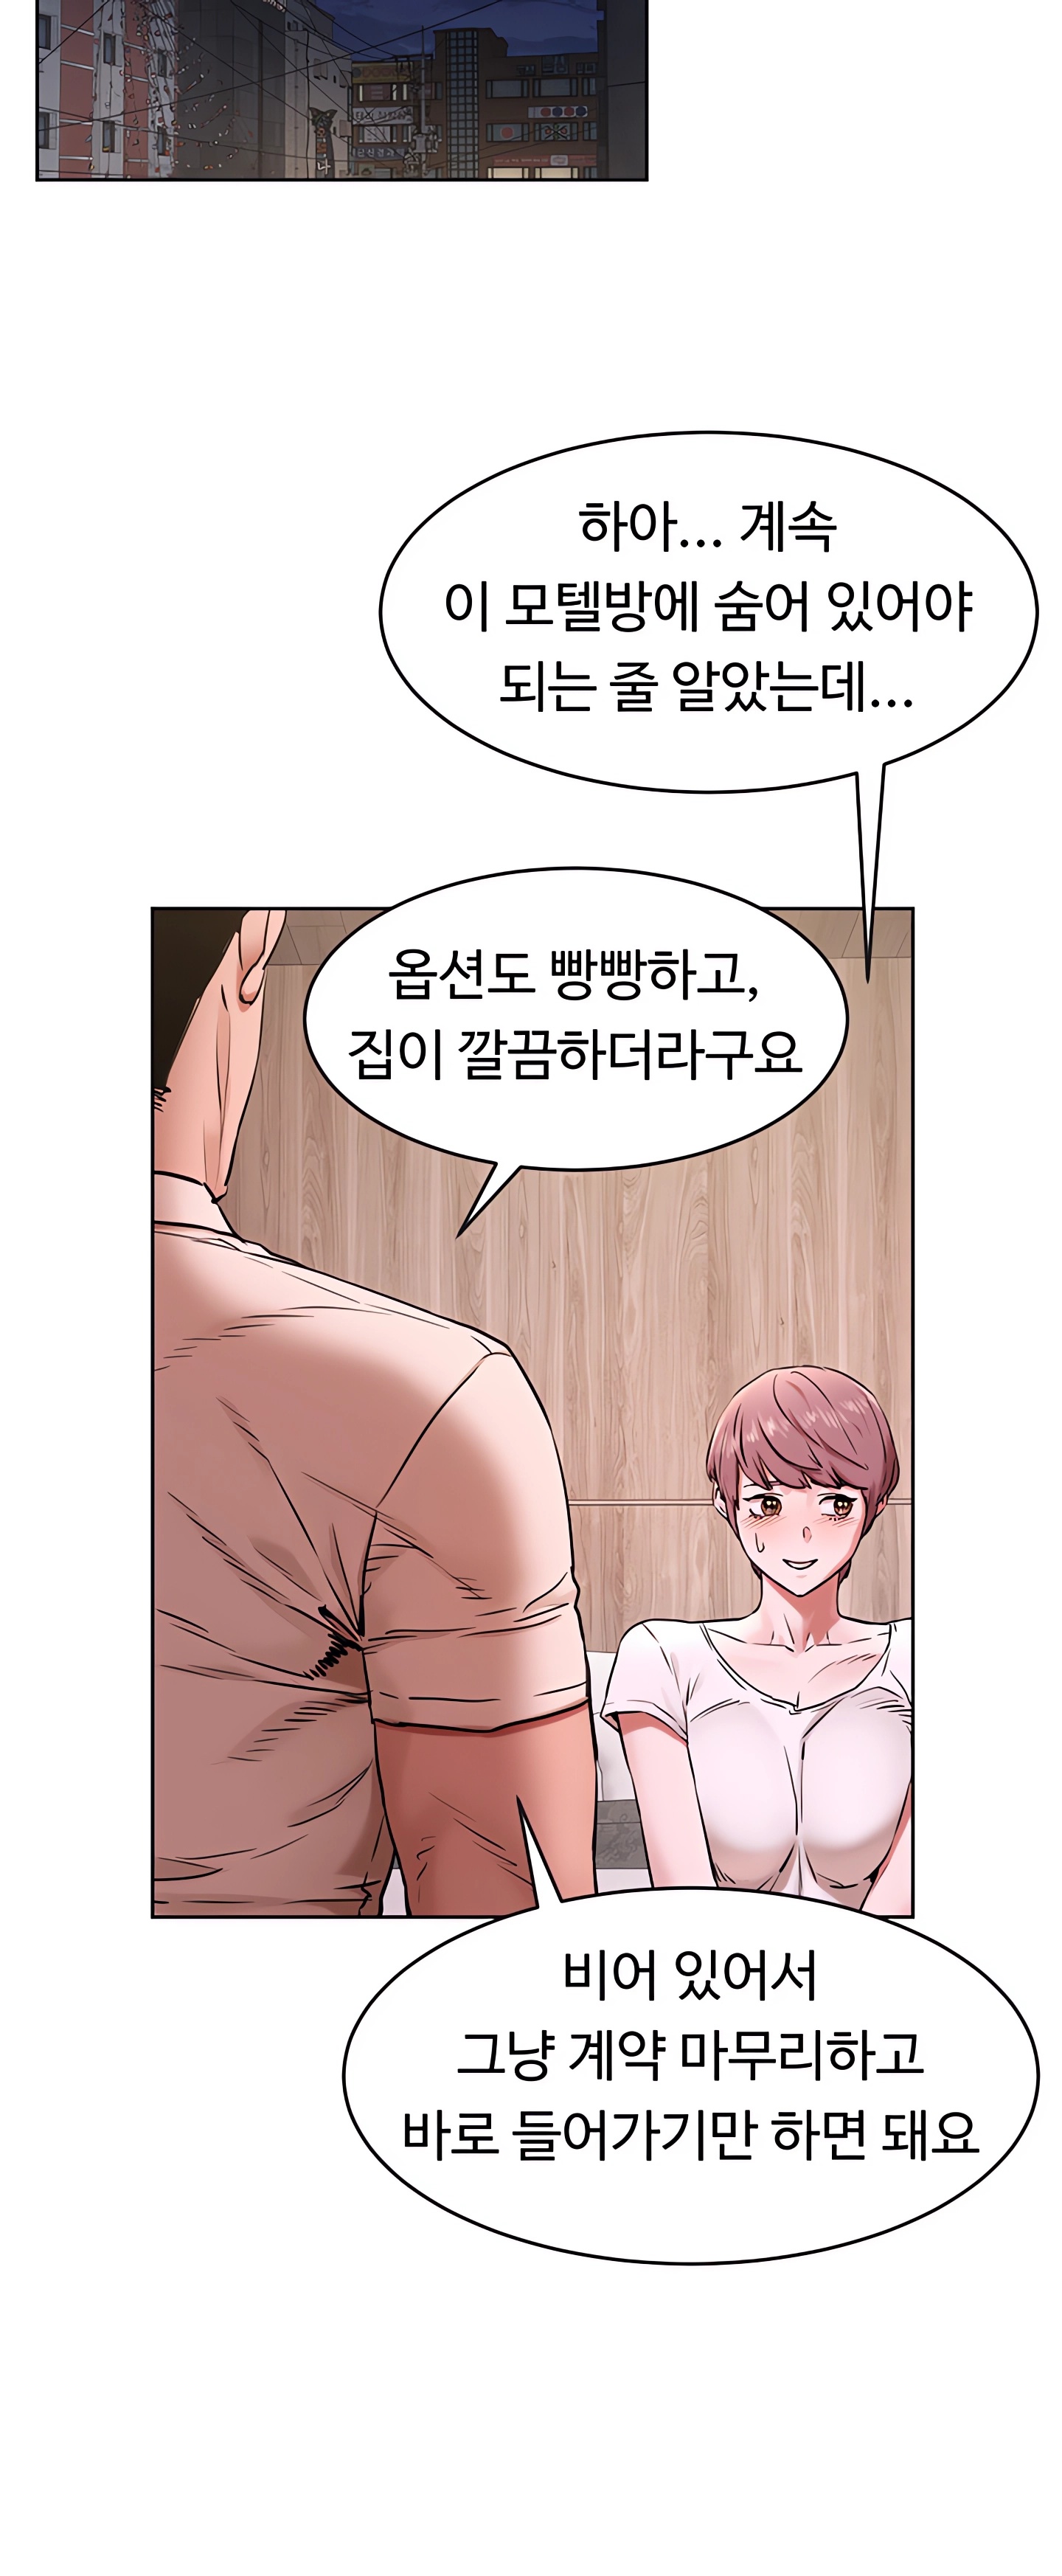 나
하아... 계속
이 모텔방에 숨어 있어야
되는 줄 알았는데...
옵션도 빵빵하고,
집이 깔끔하더라구요
비어 있어서
그냥 계약 마무리하고
바로 들어가기만 하면 돼요